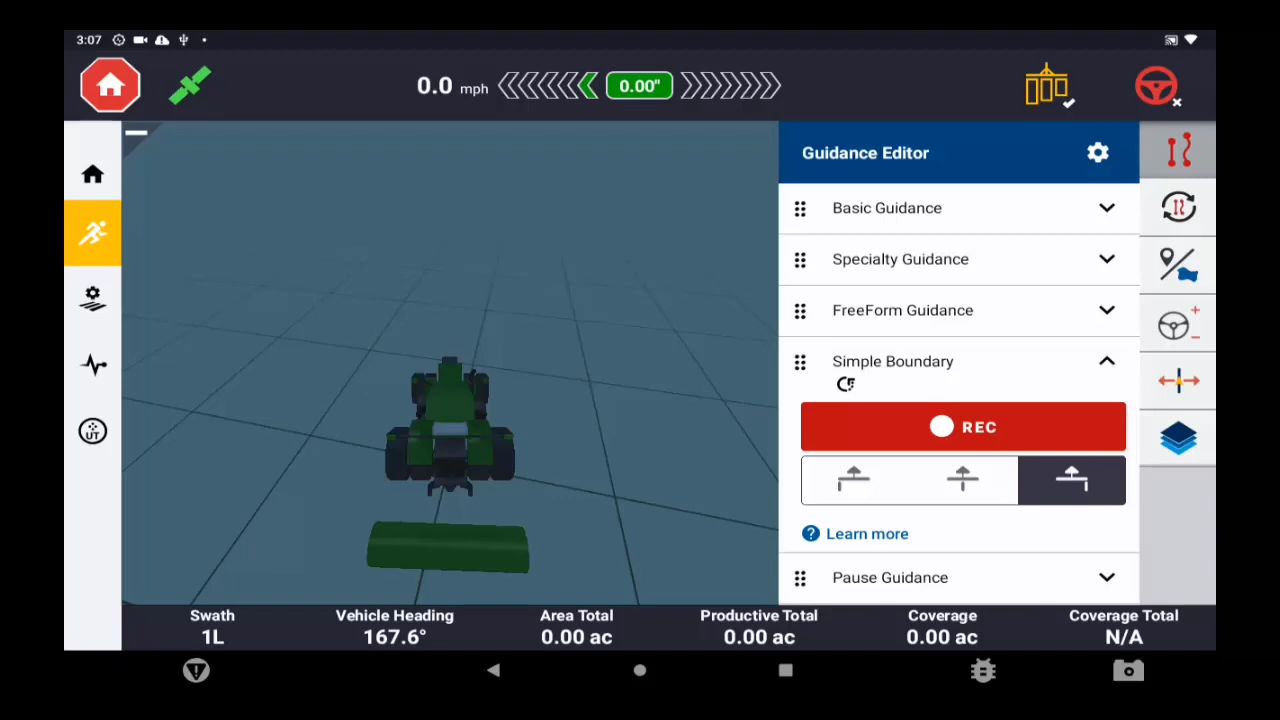 3:07
0.0 mph
0.00"
Guidance Editor
Basic Guidance
Specialty Guidance
FreeForm Guidance
Simple Boundary
REC
? Learn more
Pause Guidance
UT
Swath
1L
Vehicle Heading
167.6°
Area Total
0.00 ac
Productive Total
0.00 ac
Coverage
0.00 ac
Coverage Total
N/A